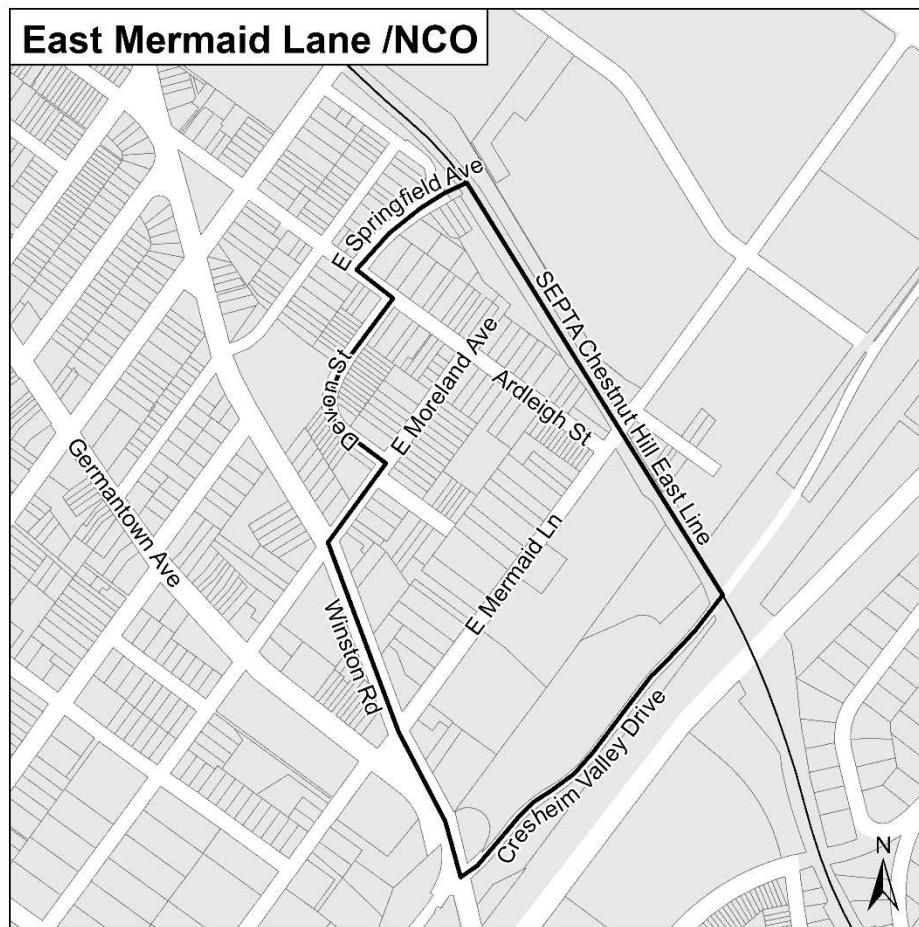 East Mermaid Lane /NCO
E Springfield Ave
SEPTA Chestnut Hill East Line
Devon St
E Moreland Ave
Ardleigh St
Germantown Ave
E Mermaid Ln
Winston Rd
Cresheim Valley Drive
N